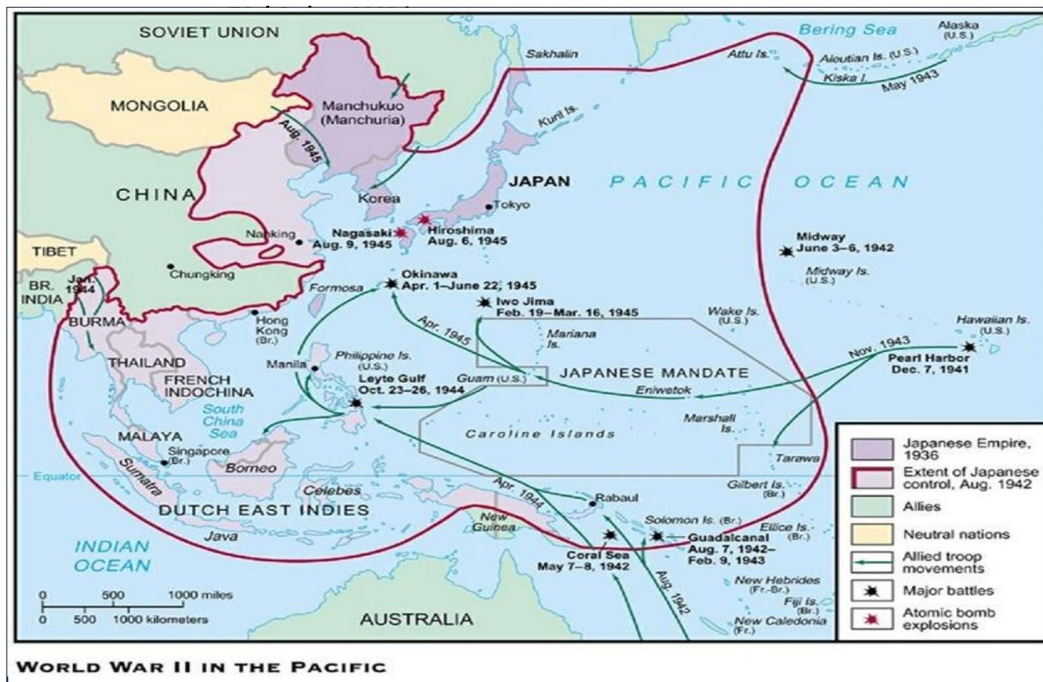 SOVIET UNION
Bering Sea
Alaska
(U.S.)
Sakhalin
Attu Is.
Aleutian Is. (U.S.)
Kiska I.
May 1943
MONGOLIA
Manchukuo
(Manchuria)
Aug. 1945
Kuril Is.
CHINA
Korea
JAPAN
Tokyo
PACIFIC OCEAN
Nanking
Nagasaki
Aug. 9, 1945
Hiroshima
Aug. 6, 1945
Midway
June 3–6, 1942
Midway Is.
(U.S.)
TIBET
Chungking
BR.
INDIA
Jan.
1944
BURMA
Formosa
Okinawa
Apr. 1–June 22, 1945
Iwo Jima
Feb. 19–Mar. 16, 1945
Apr. 1945
Mariana
Is.
Wake Is.
(U.S.)
Hawaiian Is.
(U.S.)
Nov. 1943
Pearl Harbor
Dec. 7, 1941
Hong
Kong
(Br.)
THAILAND
FRENCH
INDOCHINA
Manila
Philippine Is.
(U.S.)
Leyte Gulf
Oct. 23–26, 1944
Guam (U.S.)
JAPANESE MANDATE
Eniwetok
South
China
Sea
Marshall
Is.
Caroline Islands
Tarawa
MALAYA
Singapore
(Br.)
Equator
Sumatra
Borneo
Celebes
DUTCH EAST INDIES
Java
Apr. 1944
Rabaul
Gilbert Is.
(Br.)
New
Guinea
Solomon Is. (Br.)
Ellice Is.
(Br.)
Guadalcanal
Aug. 7, 1942–
Feb. 9, 1943
Coral Sea
May 7–8, 1942
Aug. 1942
INDIAN
OCEAN
New Hebrides
(Fr.-Br.)
Fiji Is.
(Br.)
New Caledonia
(Fr.)
AUSTRALIA
0 500 1000 miles
0 500 1000 kilometers
Japanese Empire,
1936
Extent of Japanese
control, Aug. 1942
Allies
Neutral nations
Allied troop
movements
Major battles
Atomic bomb
explosions
WORLD WAR II IN THE PACIFIC